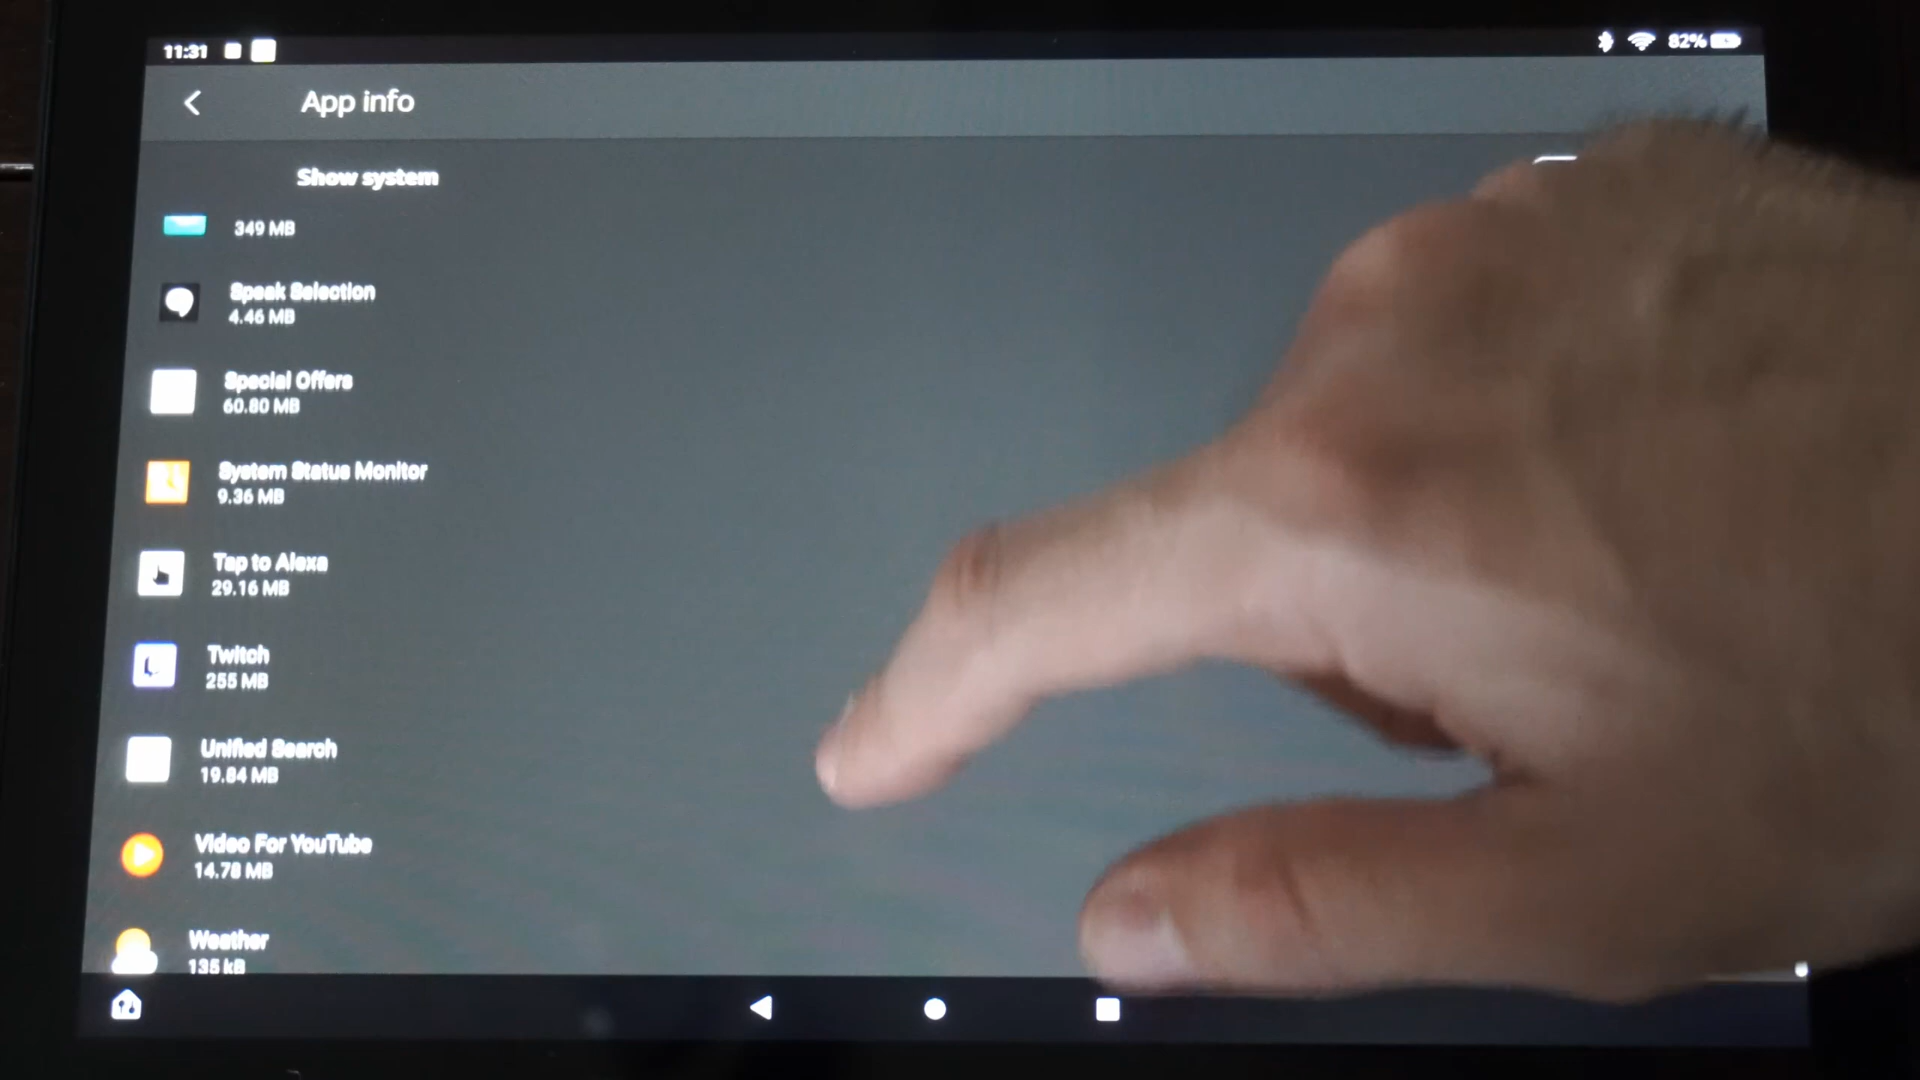 11:31
82%
App info
Show system
349 MB
Speak Selection
4.46 MB
Special Offers
60.80 MB
System Status Monitor
9.36 MB
Tap to Alexa
29.16 MB
Twitch
255 MB
Unified Search
19.84 MB
Video For YouTube
14.78 MB
Weather
135 kB